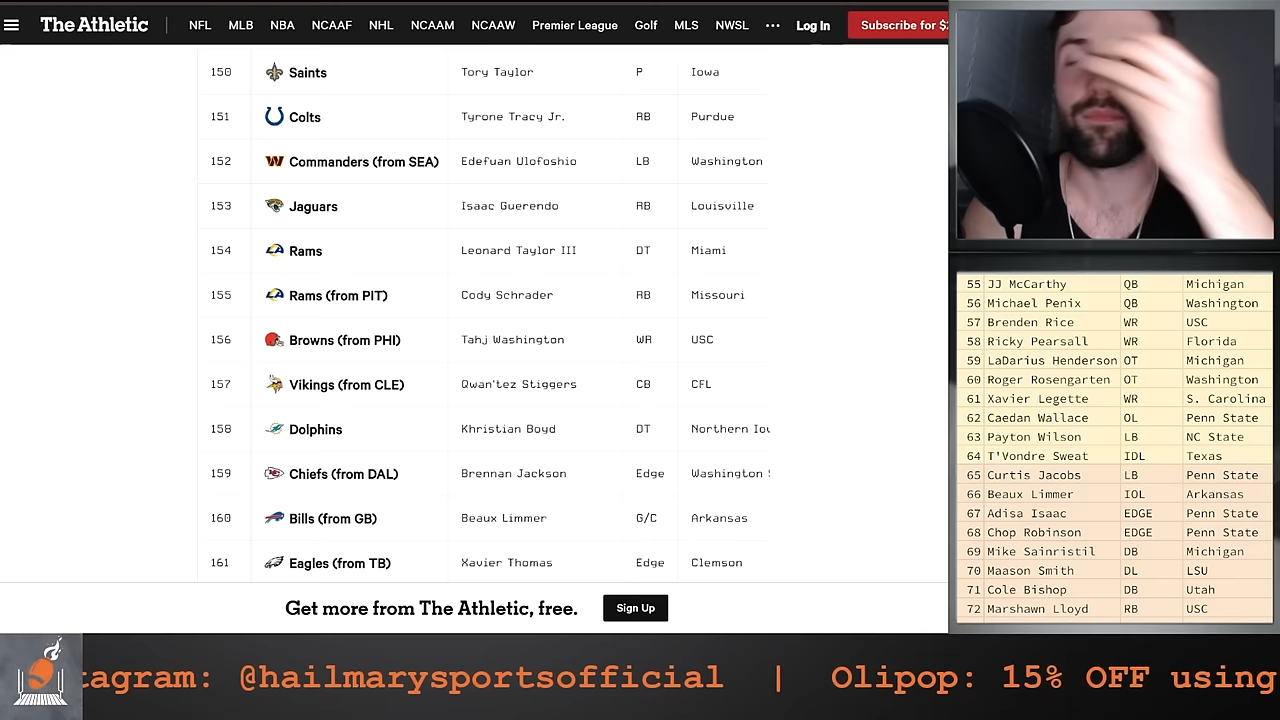 The Athletic NFL MLB NBA NCAAF NHL NCAAM NCAAW Premier League Golf MLS NWSL ••• Log In Subscribe for $
150 Saints Tory Taylor P Iowa
151 Colts Tyrone Tracy Jr. RB Purdue
152 Commanders (from SEA) Edefuan Ulofoshio LB Washington
153 Jaguars Isaac Guerendo RB Louisville
154 Rams Leonard Taylor III DT Miami
155 Rams (from PIT) Cody Schrader RB Missouri
156 Browns (from PHI) Tahj Washington WR USC
157 Vikings (from CLE) Qwan'tez Stiggers CB CFL
158 Dolphins Khristian Boyd DT Northern Iow
159 Chiefs (from DAL) Brennan Jackson Edge Washington
160 Bills (from GB) Beaux Limmer G/C Arkansas
161 Eagles (from TB) Xavier Thomas Edge Clemson
Get more from The Athletic, free. Sign Up
55 JJ McCarthy QB Michigan
56 Michael Penix QB Washington
57 Brenden Rice WR USC
58 Ricky Pearsall WR Florida
59 LaDarius Henderson OT Michigan
60 Roger Rosengarten OT Washington
61 Xavier Legette WR S. Carolina
62 Caedan Wallace OL Penn State
63 Payton Wilson LB NC State
64 T'Vondre Sweat IDL Texas
65 Curtis Jacobs LB Penn State
66 Beaux Limmer IOL Arkansas
67 Adisa Isaac EDGE Penn State
68 Chop Robinson EDGE Penn State
69 Mike Sainristil DB Michigan
70 Maason Smith DL LSU
71 Cole Bishop DB Utah
72 Marshawn Lloyd RB USC
tagram: @hailmarysportsofficial | Olipop: 15% OFF using